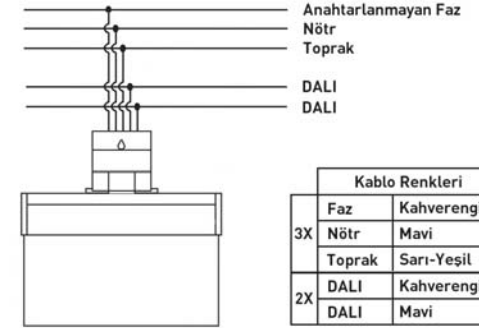 Anahtarlanmayan Faz
Nötr
Toprak
DALI
DALI
Kablo Renkleri
3X
Faz Kahverengi
Nötr Mavi
Toprak Sarı-Yeşil
2X
DALI Kahverengi
DALI Mavi